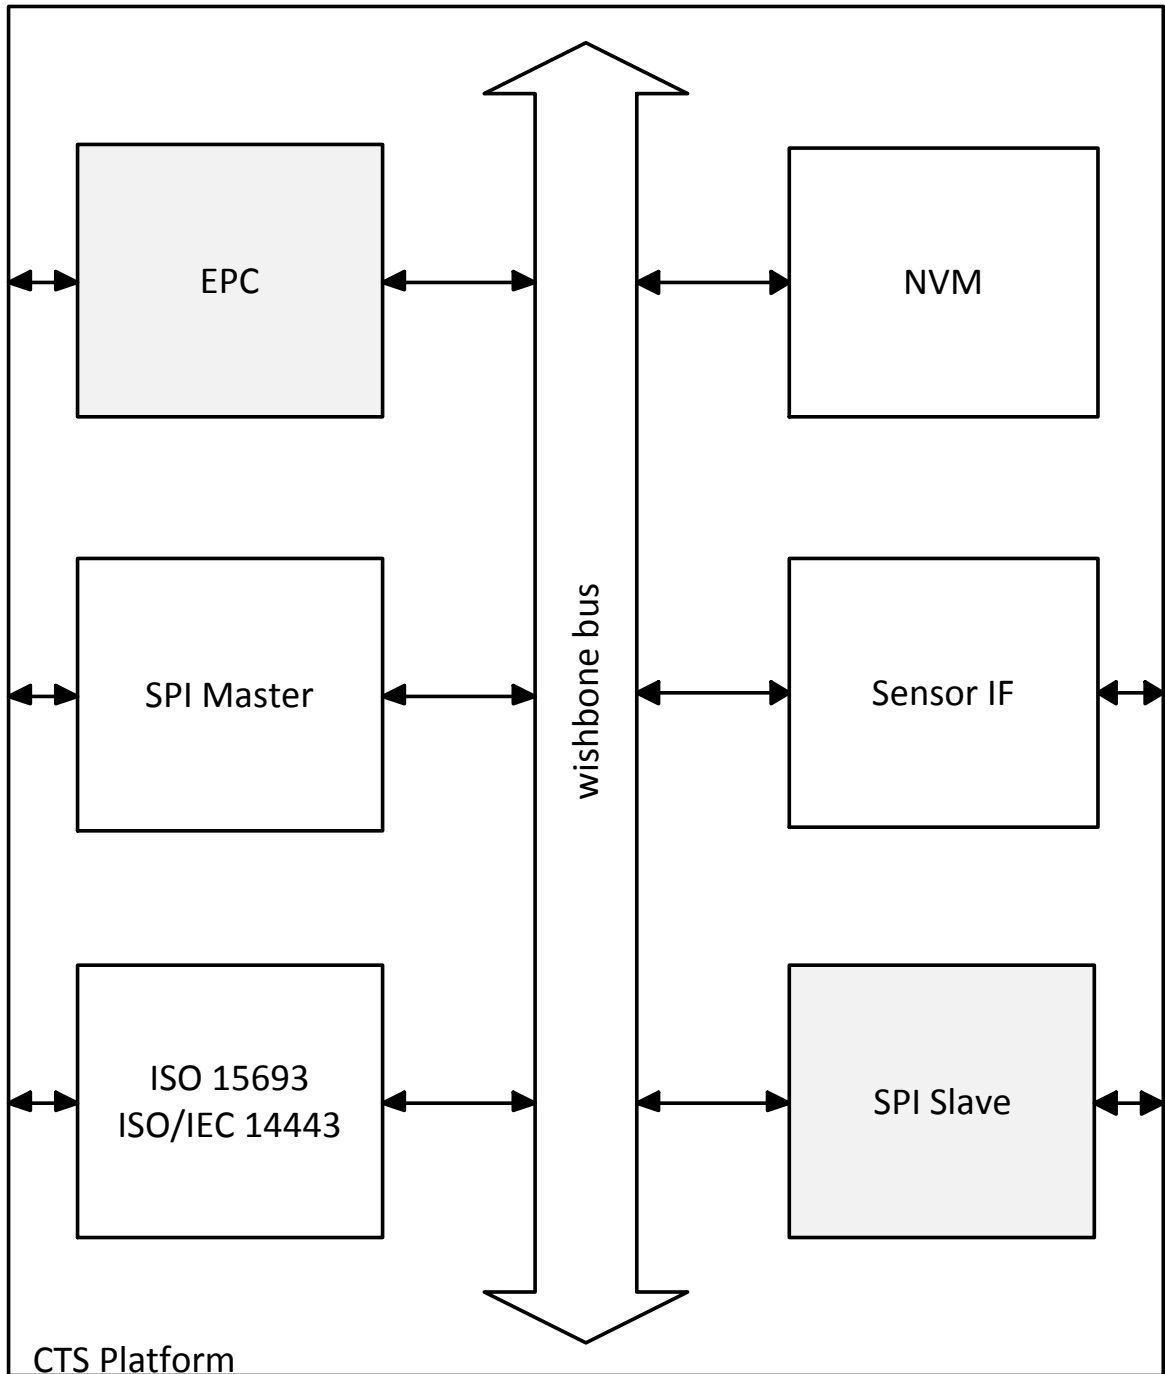 EPC
NVM
SPI Master
wishbone bus
Sensor IF
ISO 15693
ISO/IEC 14443
SPI Slave
CTS Platform